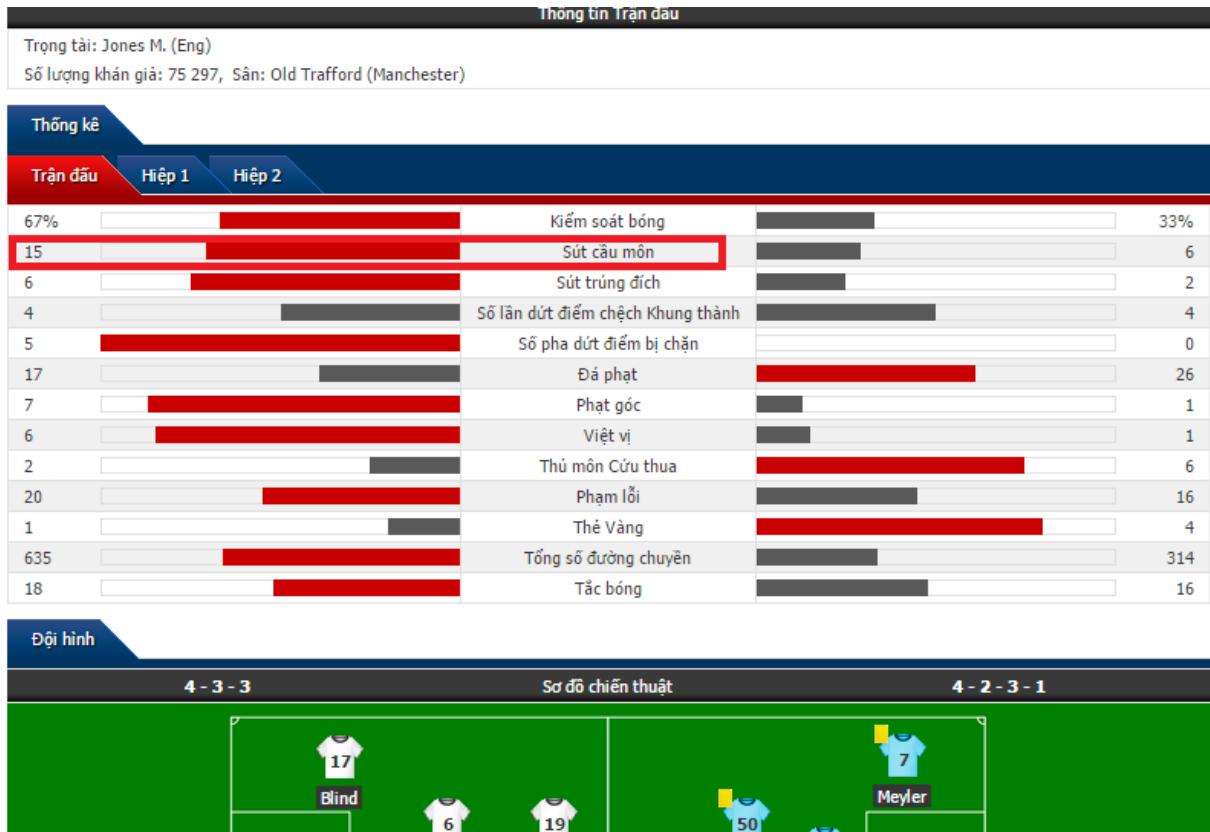 Thông tin Trận đấu
Trọng tài: Jones M. (Eng)
Số lượng khán giả: 75 297, Sân: Old Trafford (Manchester)
Thống kê
Trận đấu Hiệp 1 Hiệp 2
67% Kiểm soát bóng 33%
15 Sút cầu môn 6
6 Sút trúng đích 2
4 Số lần dứt điểm chệch Khung thành 4
5 Số pha dứt điểm bị chặn 0
17 Đá phạt 26
7 Phạt góc 1
6 Việt vị 1
2 Thủ môn Cứu thua 6
20 Phạm lỗi 16
1 Thẻ Vàng 4
635 Tổng số đường chuyền 314
18 Tắc bóng 16
Đội hình
4 - 3 - 3 Sơ đồ chiến thuật 4 - 2 - 3 - 1
17 7
Blind Meyler
6 19 50